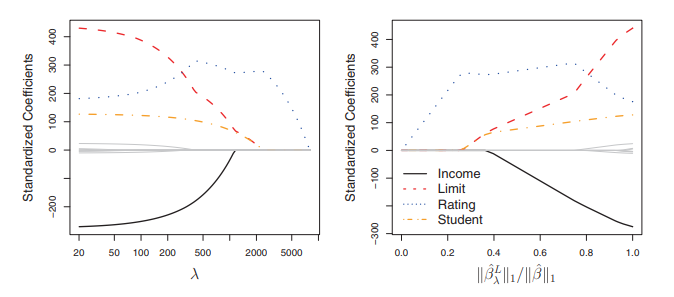 Standardized Coefficients
400
300
200
100
0
−200
20 50 100 200 500 2000 5000
λ
Standardized Coefficients
400
300
200
100
0
−100
−300
Income
Limit
Rating
Student
0.0 0.2 0.4 0.6 0.8 1.0
‖β̂ᴸ_λ‖₁/‖β̂‖₁